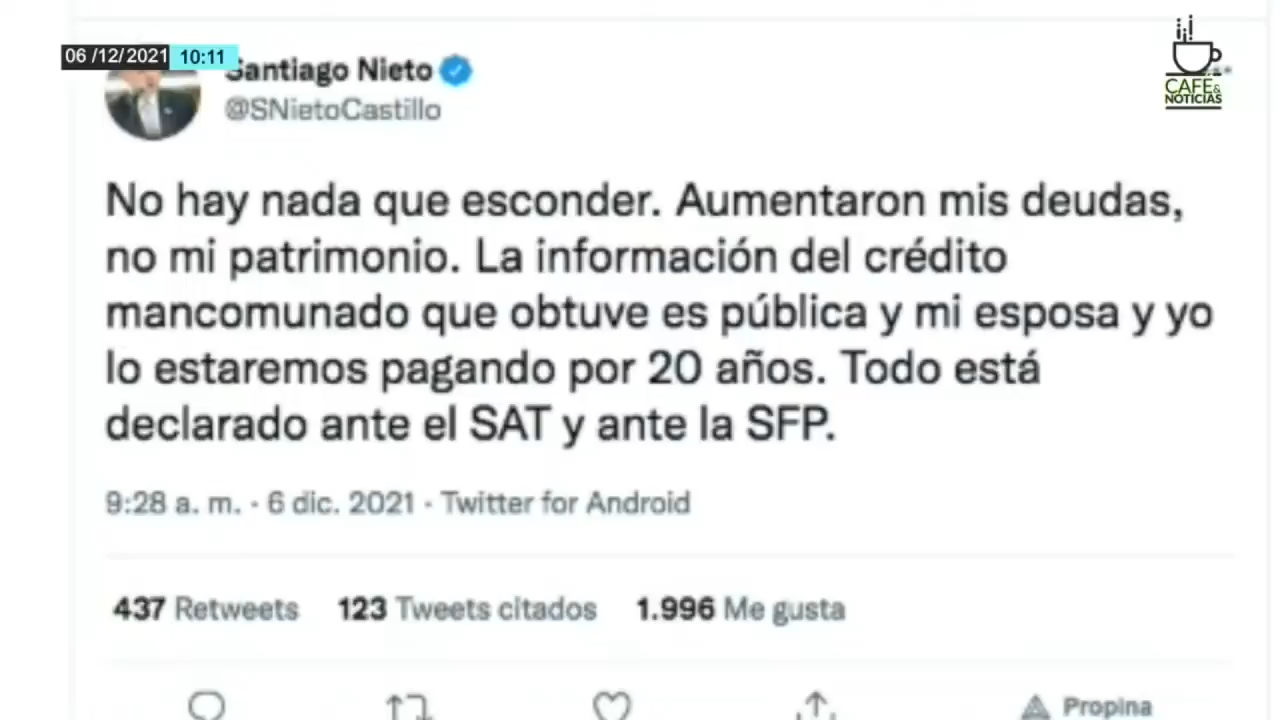 06 /12/ 2021 10:11
CAFE&
NOTICIAS
Santiago Nieto
@SNietoCastillo
No hay nada que esconder. Aumentaron mis deudas,
no mi patrimonio. La información del crédito
mancomunado que obtuve es pública y mi esposa y yo
lo estaremos pagando por 20 años. Todo está
declarado ante el SAT y ante la SFP.
9:28 a. m. · 6 dic. 2021 · Twitter for Android
437 Retweets 123 Tweets citados 1.996 Me gusta
Propina